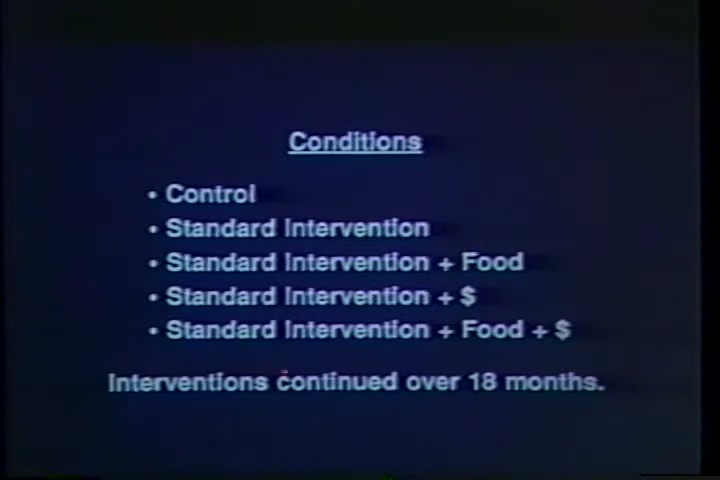 Conditions
• Control
• Standard Intervention
• Standard Intervention + Food
• Standard Intervention + $
• Standard Intervention + Food + $
Interventions continued over 18 months.